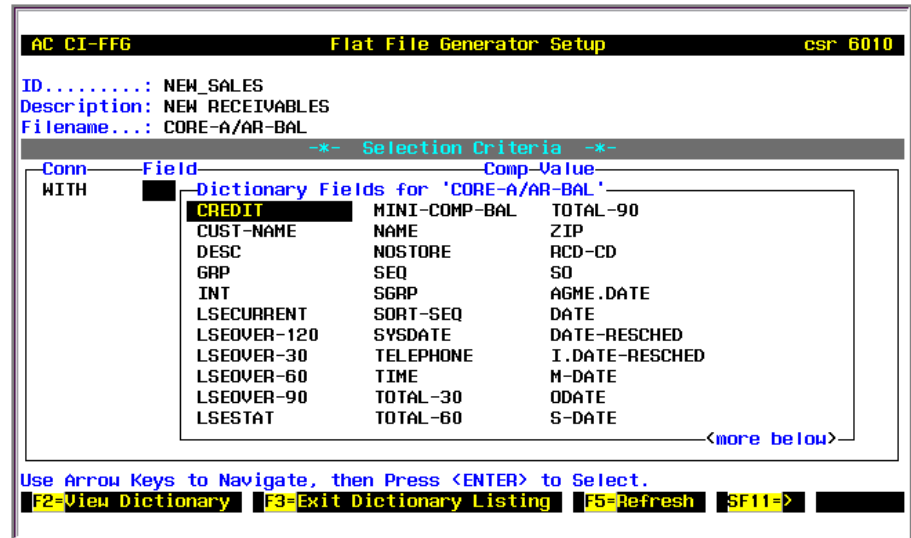 AC CI-FFG Flat File Generator Setup csr 6010
ID.........: NEW_SALES
Description: NEW RECEIVABLES
Filename...: CORE-A/AR-BAL
-*- Selection Criteria -*-
Conn Field Comp-Value
WITH Dictionary Fields for 'CORE-A/AR-BAL'
CREDIT MINI-COMP-BAL TOTAL-90
CUST-NAME NAME ZIP
DESC NOSTORE RCD-CD
GRP SEQ SO
INT SGRP AGME.DATE
LSECURRENT SORT-SEQ DATE
LSEOVER-120 SYSDATE DATE-RESCHED
LSEOVER-30 TELEPHONE I.DATE-RESCHED
LSEOVER-60 TIME M-DATE
LSEOVER-90 TOTAL-30 ODATE
LSESTAT TOTAL-60 S-DATE
<more below>
Use Arrow Keys to Navigate, then Press <ENTER> to Select.
F2=View Dictionary F3=Exit Dictionary Listing F5=Refresh SF11=>